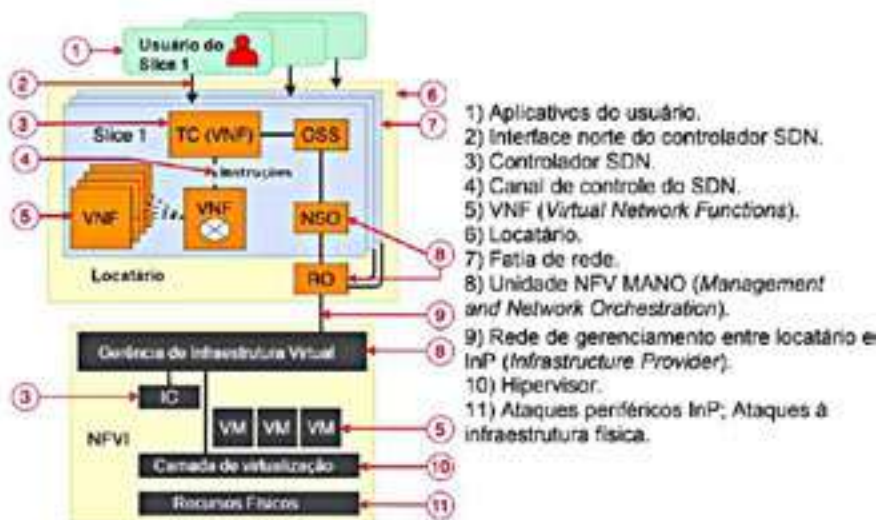 1
Usuário do
Slice 1
2
6
3
Slice 1
TC (VNF)
OSS
7
4
Instruções
5
VNF
VNF
NSO
8
Locatário
RO
9
Gerência de Infraestrutura Virtual
8
3
IC
NFVI
VM
VM
VM
5
Camada de virtualização
10
Recursos Físicos
11
1) Aplicativos do usuário.
2) Interface norte do controlador SDN.
3) Controlador SDN.
4) Canal de controle do SDN.
5) VNF (Virtual Network Functions).
6) Locatário.
7) Fatia de rede.
8) Unidade NFV MANO (Management
and Network Orchestration).
9) Rede de gerenciamento entre locatário e
InP (Infrastructure Provider).
10) Hipervisor.
11) Ataques periféricos InP; Ataques à
infraestrutura física.